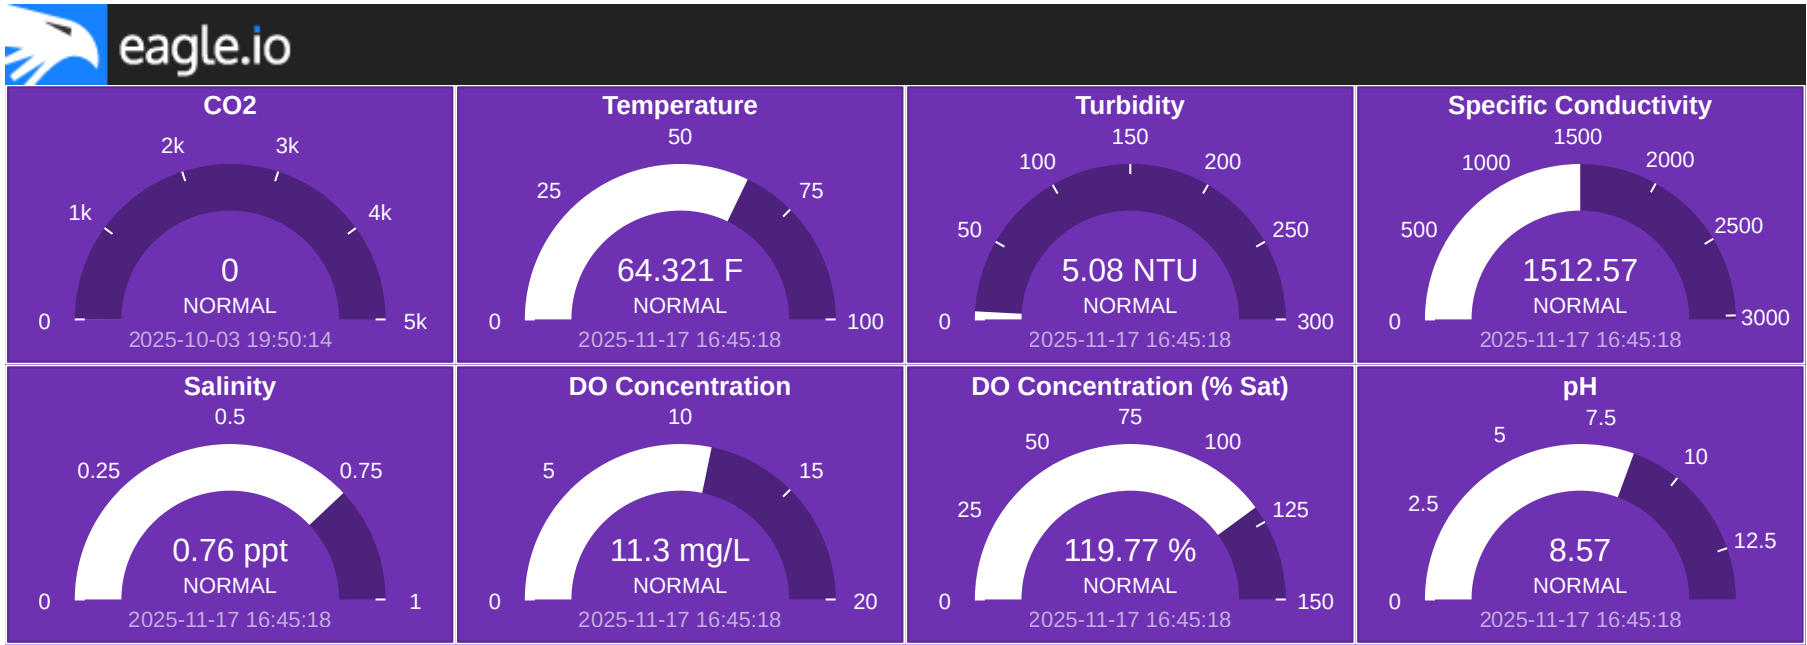 eagle.io
CO2
2k
3k
1k
4k
0
NORMAL
0
5k
2025-10-03 19:50:14
Temperature
50
25
75
64.321 F
NORMAL
0
100
2025-11-17 16:45:18
Turbidity
150
100
200
50
250
5.08 NTU
NORMAL
0
300
2025-11-17 16:45:18
Specific Conductivity
1500
1000
2000
500
2500
1512.57
NORMAL
0
3000
2025-11-17 16:45:18
Salinity
0.5
0.25
0.75
0.76 ppt
NORMAL
0
1
2025-11-17 16:45:18
DO Concentration
10
5
15
11.3 mg/L
NORMAL
0
20
2025-11-17 16:45:18
DO Concentration (% Sat)
75
50
100
25
125
119.77 %
NORMAL
0
150
2025-11-17 16:45:18
pH
7.5
5
10
2.5
12.5
8.57
NORMAL
0
2025-11-17 16:45:18